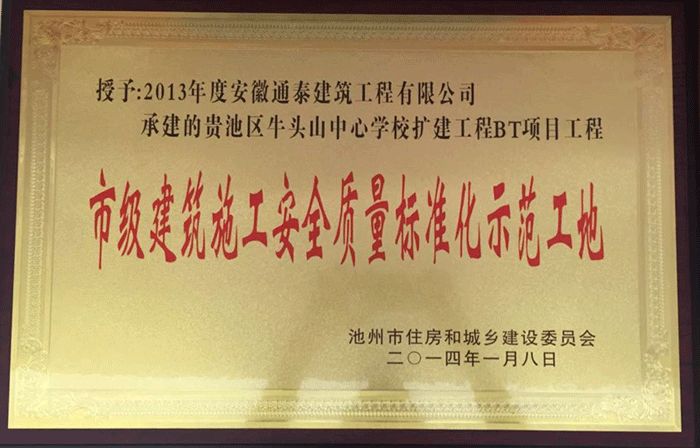 授予:2013年度安徽通泰建筑工程有限公司
承建的贵池区牛头山中心学校扩建工程BT项目工程
市级建筑施工安全质量标准化示范工地
池州市住房和城乡建设委员会
二〇一四年一月八日